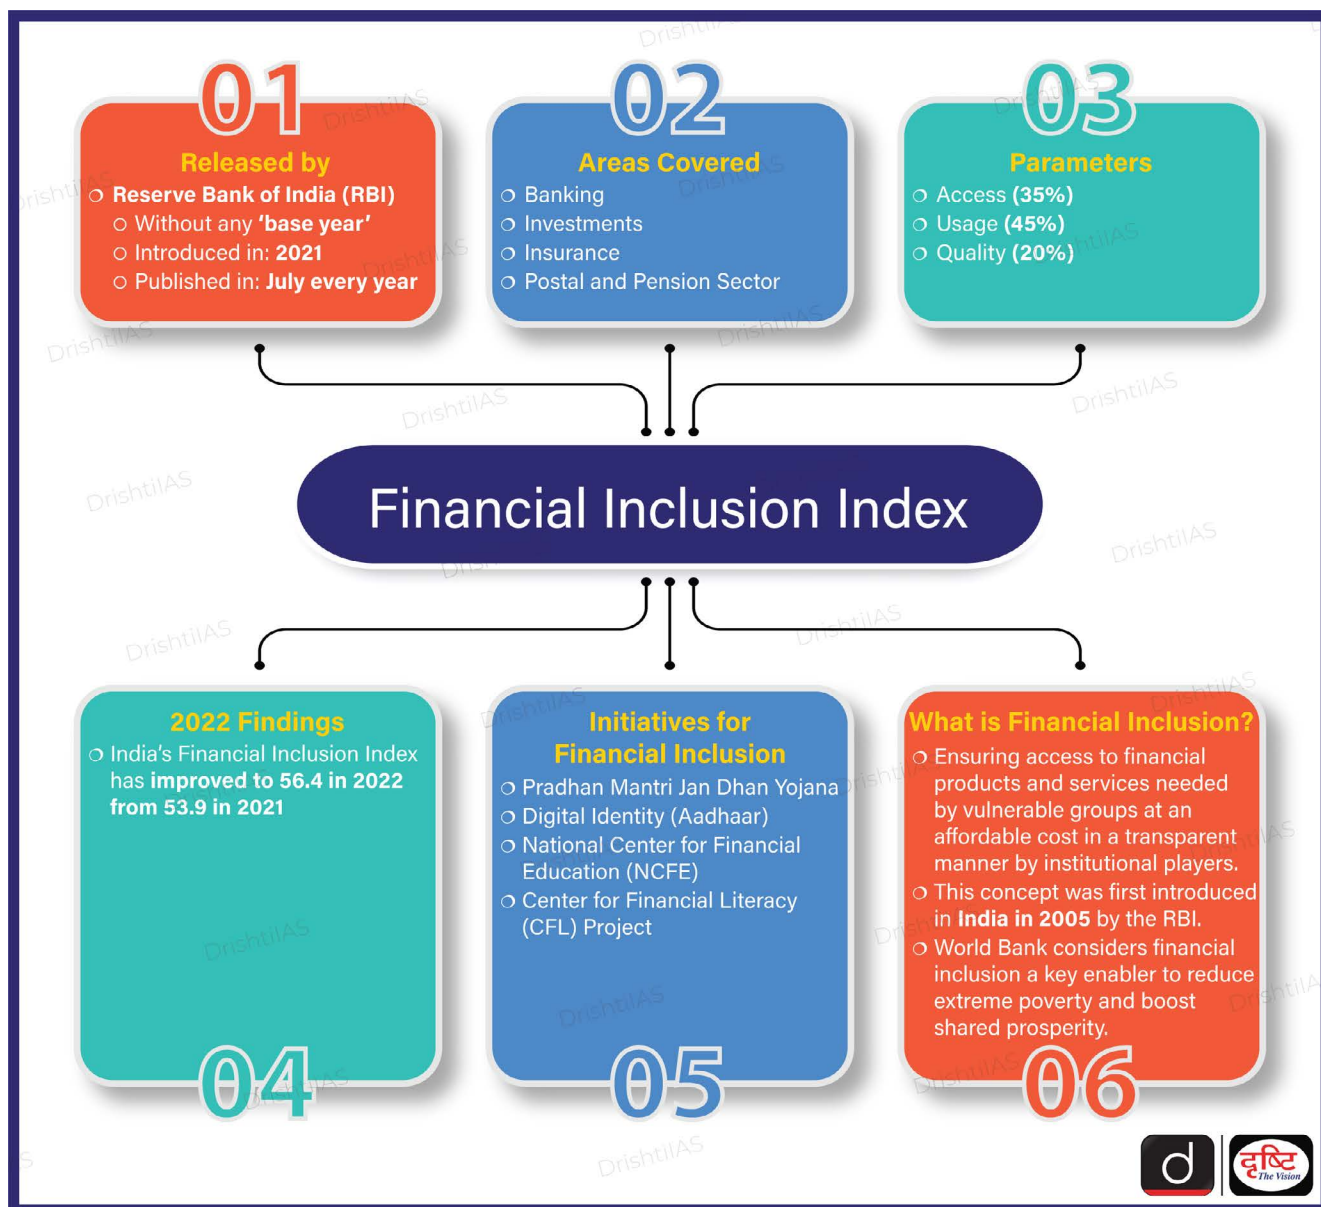 01
Released by
Reserve Bank of India (RBI)
Without any ‘base year’
Introduced in: 2021
Published in: July every year
02
Areas Covered
Banking
Investments
Insurance
Postal and Pension Sector
03
Parameters
Access (35%)
Usage (45%)
Quality (20%)
Financial Inclusion Index
2022 Findings
India’s Financial Inclusion Index
has improved to 56.4 in 2022
from 53.9 in 2021
04
Initiatives for
Financial Inclusion
Pradhan Mantri Jan Dhan Yojana
Digital Identity (Aadhaar)
National Center for Financial
Education (NCFE)
Center for Financial Literacy
(CFL) Project
05
What is Financial Inclusion?
Ensuring access to financial
products and services needed
by vulnerable groups at an
affordable cost in a transparent
manner by institutional players.
This concept was first introduced
in India in 2005 by the RBI.
World Bank considers financial
inclusion a key enabler to reduce
extreme poverty and boost
shared prosperity.
06
d
दृष्टि
The Vision
DrishtiIAS